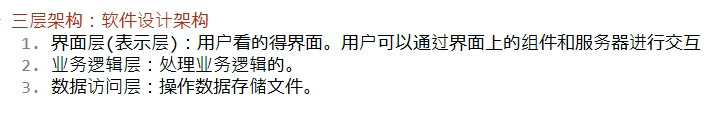 三层架构：软件设计架构
1. 界面层(表示层)：用户看的得界面。用户可以通过界面上的组件和服务器进行交互
2. 业务逻辑层：处理业务逻辑的。
3. 数据访问层：操作数据存储文件。